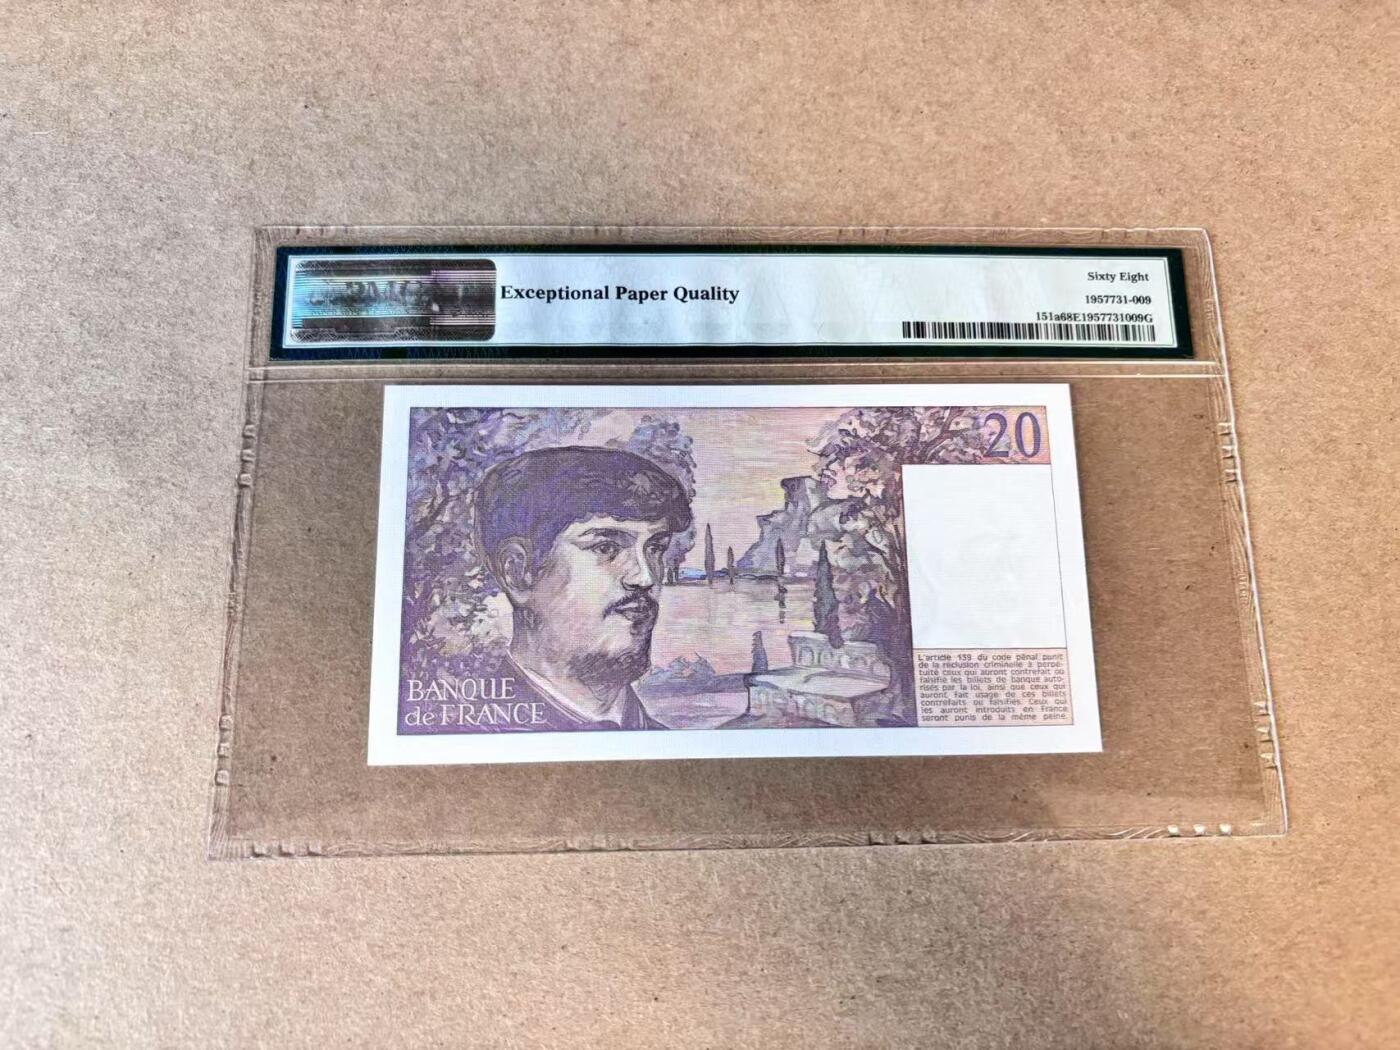 PMG
Exceptional Paper Quality
Sixty Eight
1957731-009
151a68E1957731009G
20
BANQUE
de FRANCE
L'article 139 du code pénal punit
de la réclusion criminelle à perpé-
tuité ceux qui auront contrefait ou
falsifié les billets de banque auto-
risés par la loi, ainsi que ceux qui
auront fait usage de ces billets
contrefaits ou falsifiés. Ceux qui
les auront introduits en France
seront punis de la même peine.